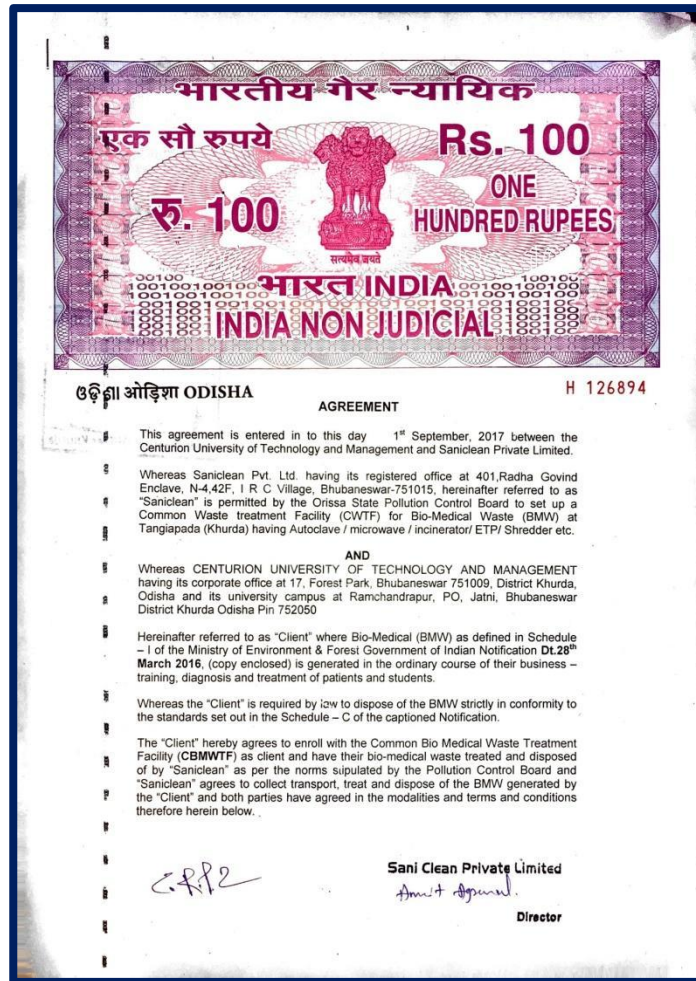 भारतीय गैर न्यायिक
एक सौ रुपये
Rs. 100
रु. 100
ONE
HUNDRED RUPEES
सत्यमेव जयते
भारत INDIA
INDIA NON JUDICIAL
ଓଡ଼ିଶା ओड़िशा ODISHA
H 126894
AGREEMENT
This agreement is entered in to this day 1st September, 2017 between the
Centurion University of Technology and Management and Saniclean Private Limited.
Whereas Saniclean Pvt. Ltd. having its registered office at 401,Radha Govind
Enclave, N-4,42F, I R C Village, Bhubaneswar-751015, hereinafter referred to as
"Saniclean" is permitted by the Orissa State Pollution Control Board to set up a
Common Waste treatment Facility (CWTF) for Bio-Medical Waste (BMW) at
Tangiapada (Khurda) having Autoclave / microwave / incinerator/ ETP/ Shredder etc.
AND
Whereas CENTURION UNIVERSITY OF TECHNOLOGY AND MANAGEMENT
having its corporate office at 17, Forest Park, Bhubaneswar 751009, District Khurda,
Odisha and its university campus at Ramchandrapur, PO, Jatni, Bhubaneswar
District Khurda Odisha Pin 752050
Hereinafter referred to as "Client" where Bio-Medical (BMW) as defined in Schedule
– I of the Ministry of Environment & Forest Government of Indian Notification Dt.28th
March 2016, (copy enclosed) is generated in the ordinary course of their business –
training, diagnosis and treatment of patients and students.
Whereas the "Client" is required by law to dispose of the BMW strictly in conformity to
the standards set out in the Schedule – C of the captioned Notification.
The "Client" hereby agrees to enroll with the Common Bio Medical Waste Treatment
Facility (CBMWTF) as client and have their bio-medical waste treated and disposed
of by "Saniclean" as per the norms sipulated by the Pollution Control Board and
"Saniclean" agrees to collect transport, treat and dispose of the BMW generated by
the "Client" and both parties have agreed in the modalities and terms and conditions
therefore herein below.
Sani Clean Private Limited
Director